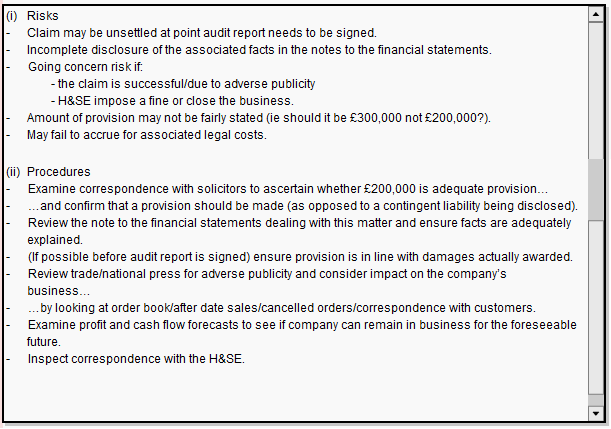 (i) Risks
- Claim may be unsettled at point audit report needs to be signed.
- Incomplete disclosure of the associated facts in the notes to the financial statements.
- Going concern risk if:
- the claim is successful/due to adverse publicity
- H&SE impose a fine or close the business.
- Amount of provision may not be fairly stated (ie should it be £300,000 not £200,000?).
- May fail to accrue for associated legal costs.
(ii) Procedures
- Examine correspondence with solicitors to ascertain whether £200,000 is adequate provision…
- …and confirm that a provision should be made (as opposed to a contingent liability being disclosed).
- Review the note to the financial statements dealing with this matter and ensure facts are adequately
explained.
- (If possible before audit report is signed) ensure provision is in line with damages actually awarded.
- Review trade/national press for adverse publicity and consider impact on the company's
business…
- …by looking at order book/after date sales/cancelled orders/correspondence with customers.
- Examine profit and cash flow forecasts to see if company can remain in business for the foreseeable
future.
- Inspect correspondence with the H&SE.